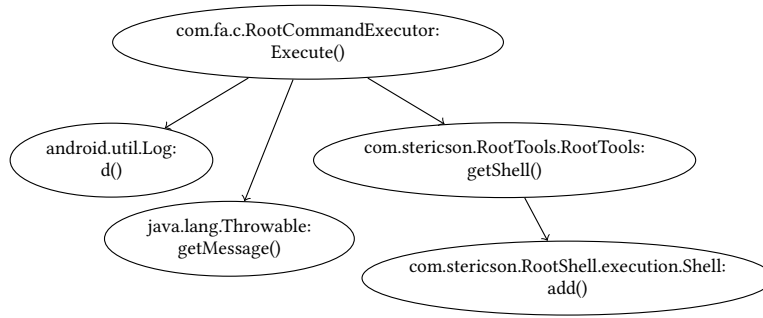 com.fa.c.RootCommandExecutor:
Execute()
android.util.Log:
d()
com.stericson.RootTools.RootTools:
getShell()
java.lang.Throwable:
getMessage()
com.stericson.RootShell.execution.Shell:
add()